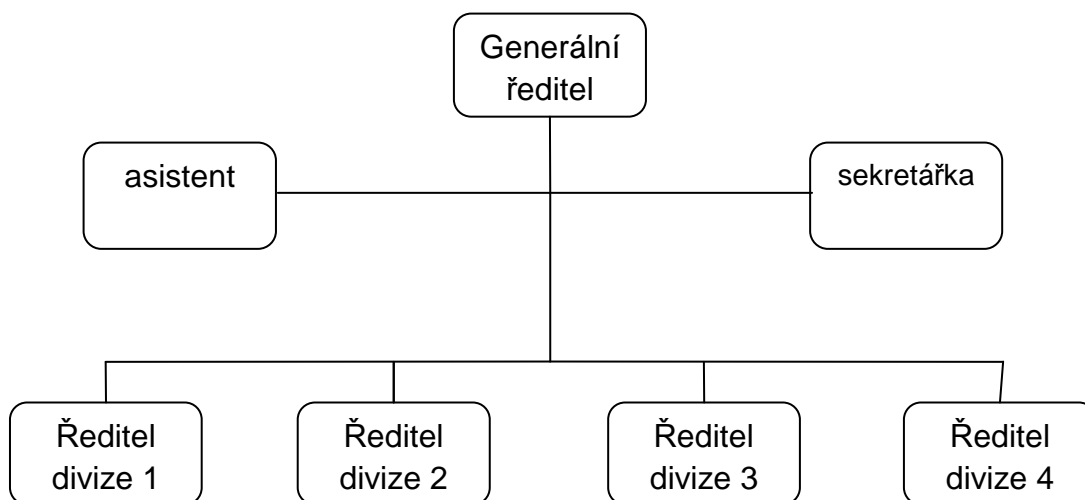 Generální
ředitel
asistent
sekretářka
Ředitel
divize 1
Ředitel
divize 2
Ředitel
divize 3
Ředitel
divize 4